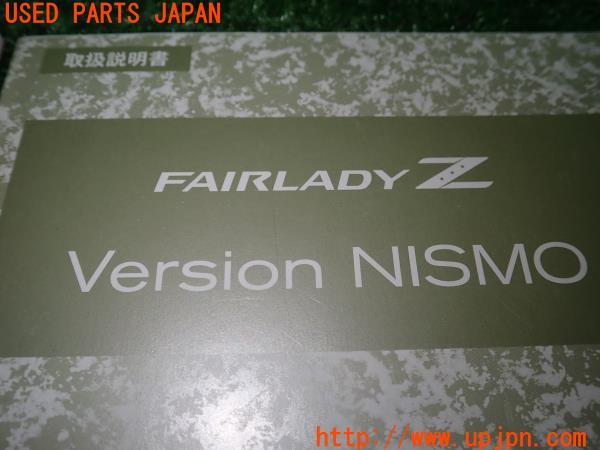 USED PARTS JAPAN
取扱説明書
FAIRLADY Z
Version NISMO
http://www.upjpn.com